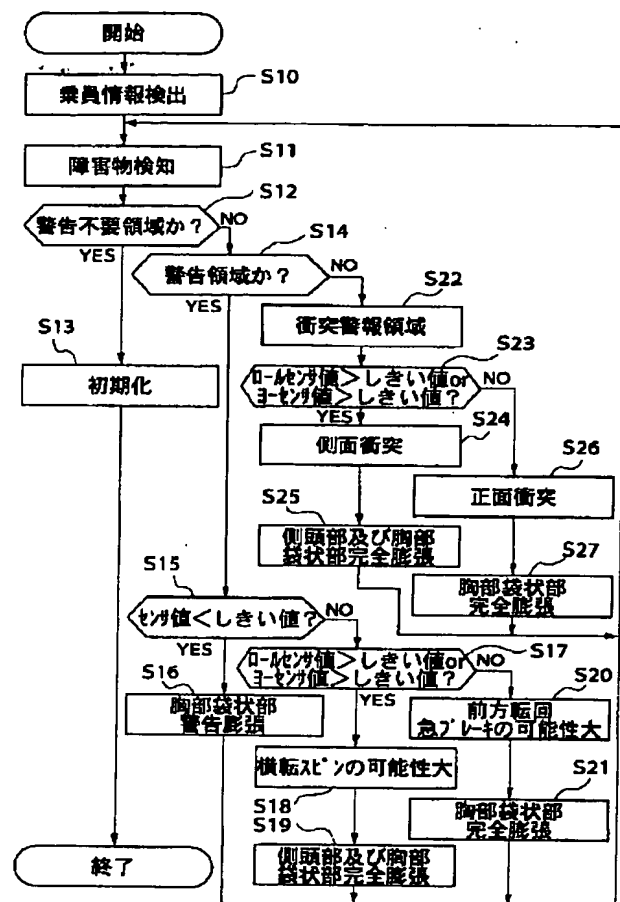 開始
S10
乗員情報検出
S11
障害物検知
S12
警告不要領域か?
NO
YES
S14
警告領域か?
NO
YES
S22
衝突警報領域
S13
初期化
S23
ロールセンサ値>しきい値or
ヨーセンサ値>しきい値?
NO
YES
S24
側面衝突
S26
正面衝突
S25
側頭部及び胸部
袋状部完全膨張
S27
胸部袋状部
完全膨張
S15
センサ値<しきい値?
NO
YES
S17
ロールセンサ値>しきい値or
ヨーセンサ値>しきい値?
NO
YES
S16
胸部袋状部
警告膨張
S20
前方転回
急ブレーキの可能性大
横転スピンの可能性大
S18
S21
胸部袋状部
完全膨張
S19
側頭部及び胸部
袋状部完全膨張
終了